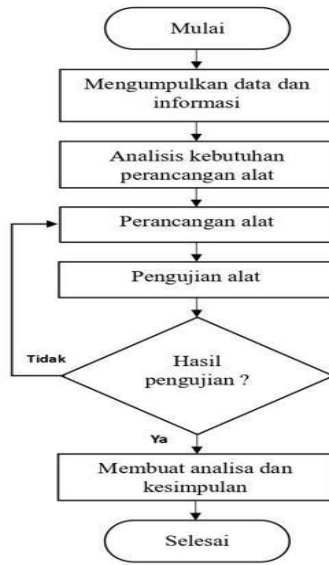 Mulai
Mengumpulkan data dan
informasi
Analisis kebutuhan
perancangan alat
Perancangan alat
Pengujian alat
Hasil
pengujian ?
Tidak
Ya
Membuat analisa dan
kesimpulan
Selesai